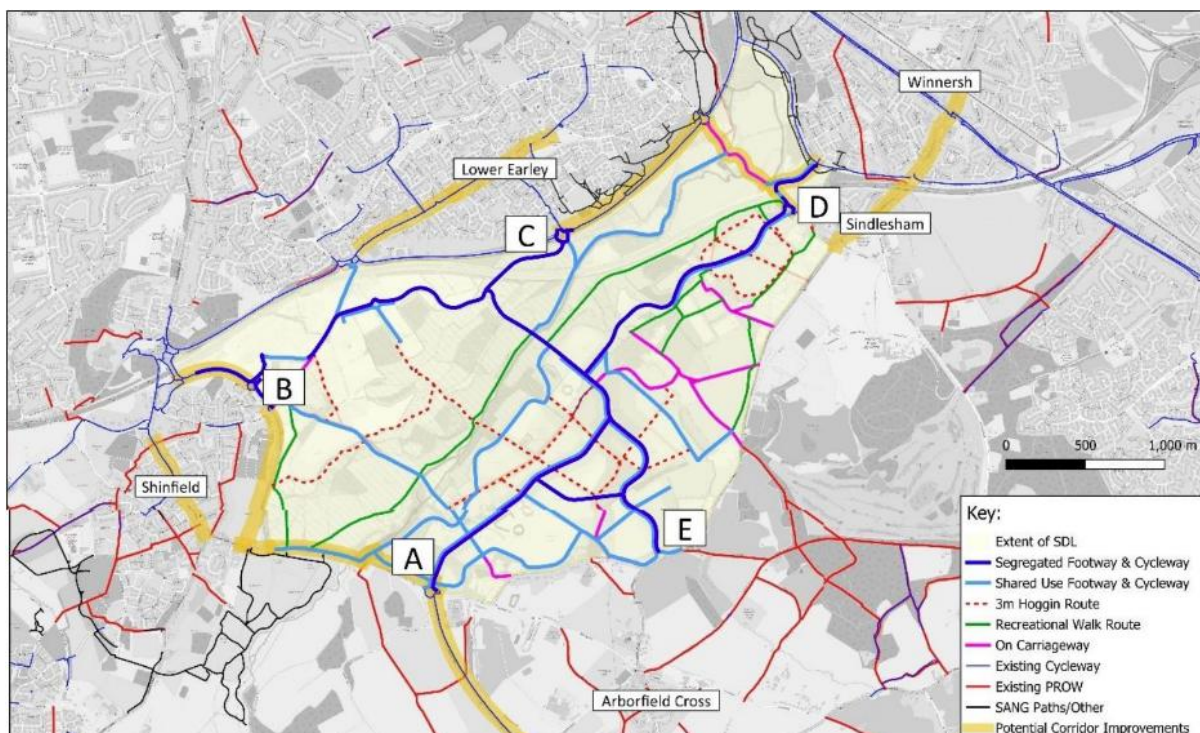 Winnersh
Lower Earley
C
D
Sindlesham
B
0 500 1,000 m
Shinfield
A
E
Arborfield Cross
Key:
Extent of SDL
Segregated Footway & Cycleway
Shared Use Footway & Cycleway
3m Hoggin Route
Recreational Walk Route
On Carriageway
Existing Cycleway
Existing PROW
SANG Paths/Other
Potential Corridor Improvements